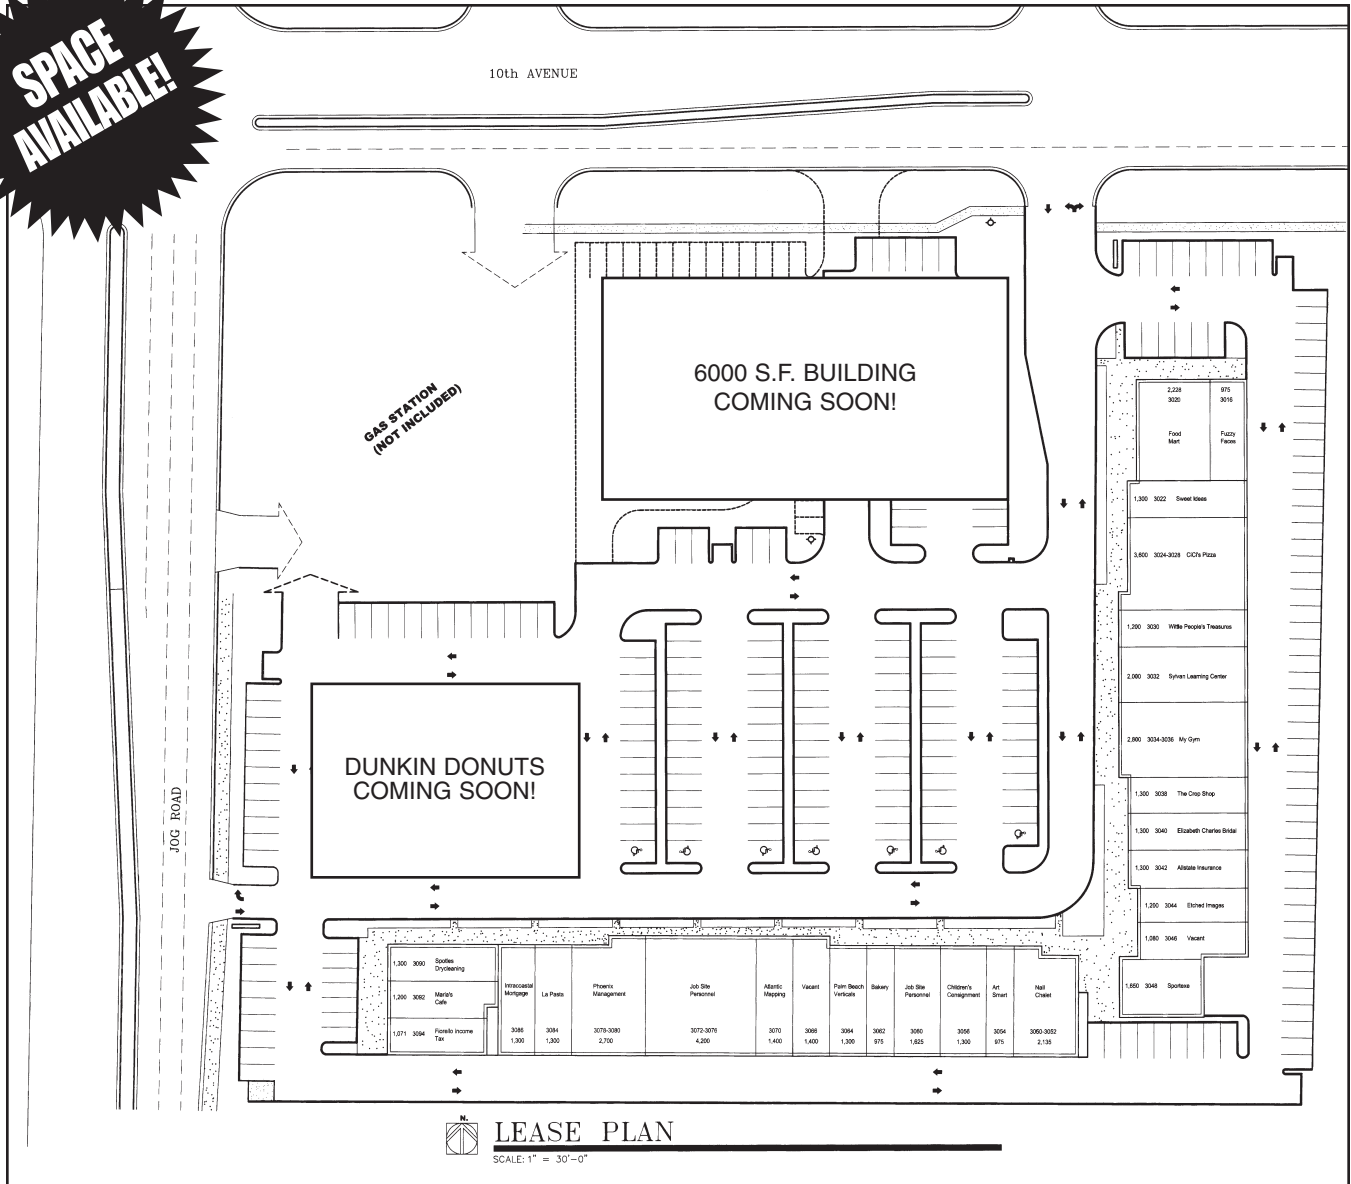 SPACE
AVAILABLE!
10th AVENUE
GAS STATION
(NOT INCLUDED)
6000 S.F. BUILDING
COMING SOON!
2,228
3020
Food
Mart
975
3016
Fuzzy
Faces
1,300 3022 Sweet Ideas
3,600 3024-3028 CiCi's Pizza
1,200 3030 Wittle People's Treasures
2,000 3032 Sylvan Learning Center
2,800 3034-3036 My Gym
1,300 3038 The Crop Shop
1,300 3040 Elizabeth Charles Bridal
1,300 3042 Allstate Insurance
1,200 3044 Etched Images
1,080 3046 Vacant
1,650 3048 Sportexe
DUNKIN DONUTS
COMING SOON!
JOG ROAD
1,300 3090 Spotles
Drycleaning
1,200 3092 Maria's
Cafe
1,071 3094 Fiorello Income
Tax
Intracoastal
Mortgage
3086
1,300
La Pasta
3084
1,300
Phoenix
Management
3078-3080
2,700
Job Site
Personnel
3072-3076
4,200
Atlantic
Mapping
3070
1,400
Vacant
3066
1,400
Palm Beach
Verticals
3064
1,300
Bakery
3062
975
Job Site
Personnel
3060
1,625
Children's
Consignment
3056
1,300
Art
Smart
3054
975
Nail
Chalet
3050-3052
2,135
N.
LEASE PLAN
SCALE: 1" = 30'-0"